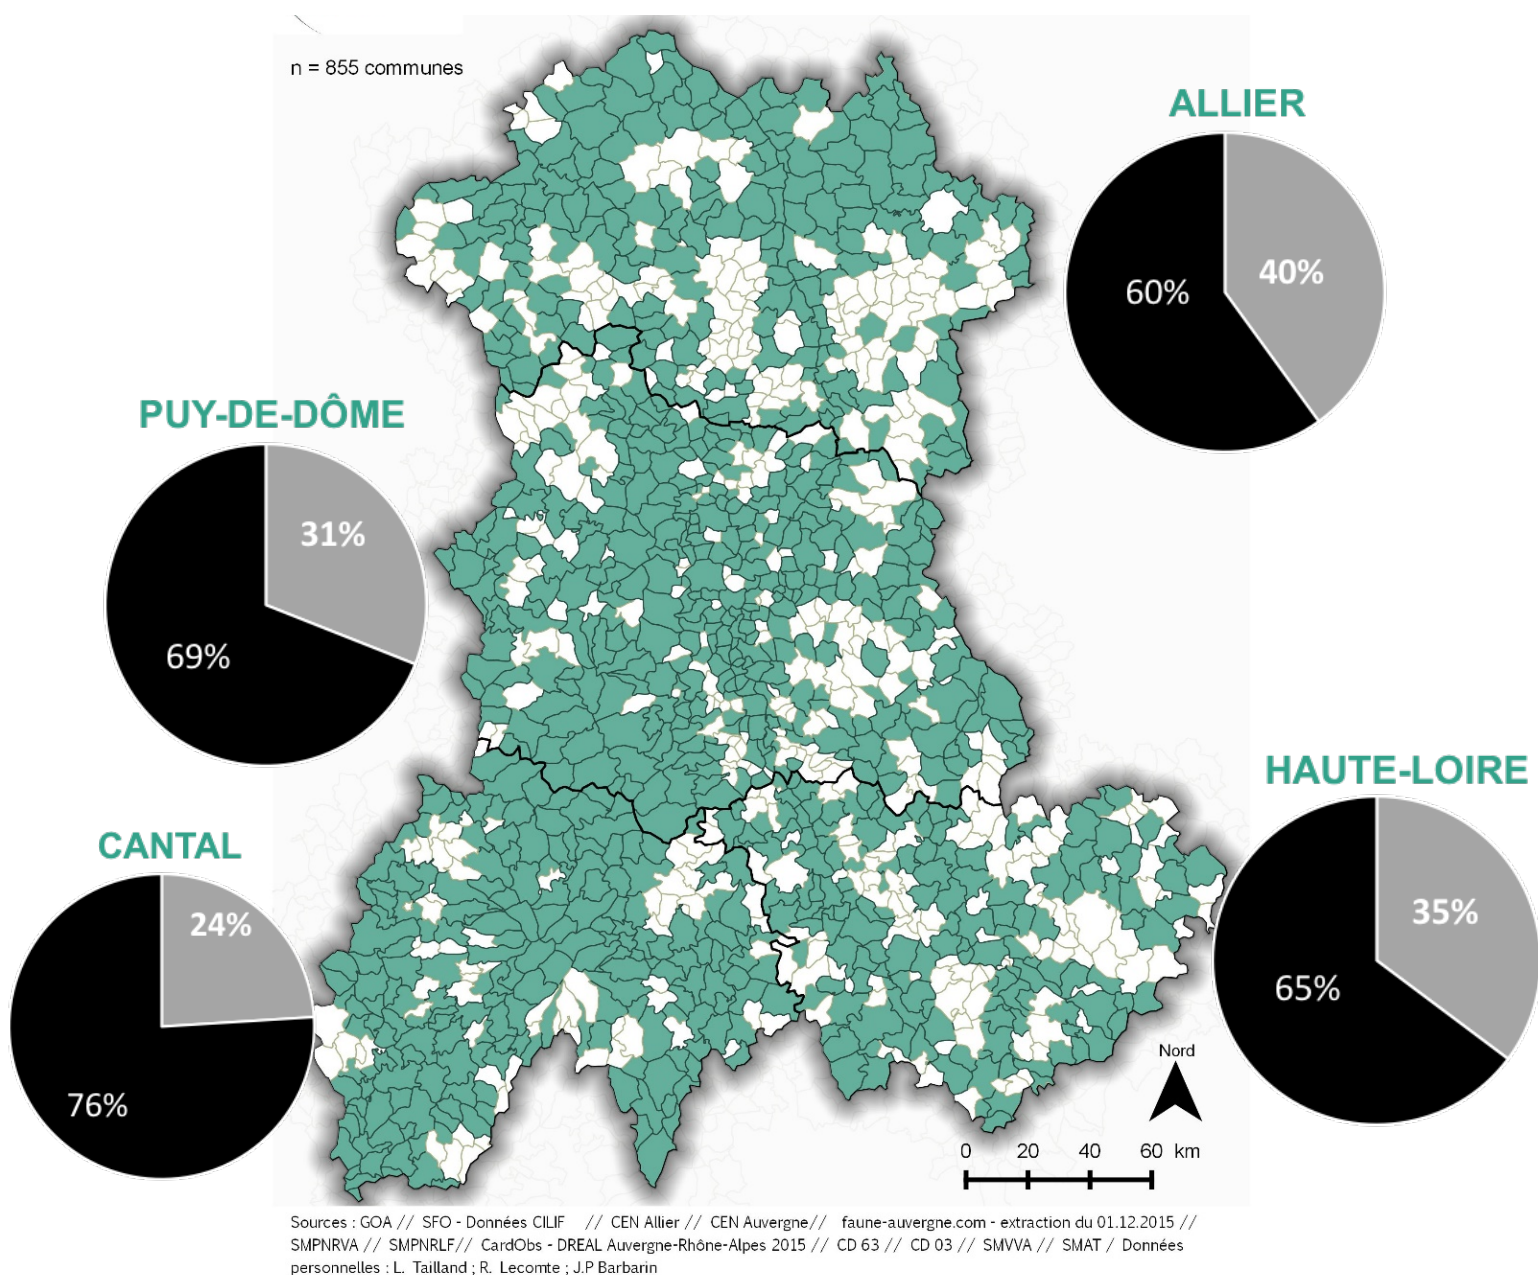 n = 855 communes
ALLIER
60%
40%
PUY-DE-DÔME
31%
69%
HAUTE-LOIRE
35%
65%
CANTAL
24%
76%
Nord
0 20 40 60 km
Sources : GOA // SFO - Données CILIF // CEN Allier // CEN Auvergne// faune-auvergne.com - extraction du 01.12.2015 //
SMPNRVA // SMPNRLF// CardObs - DREAL Auvergne-Rhône-Alpes 2015 // CD 63 // CD 03 // SMVVA // SMAT / Données
personnelles : L. Tailland ; R. Lecomte ; J.P Barbarin